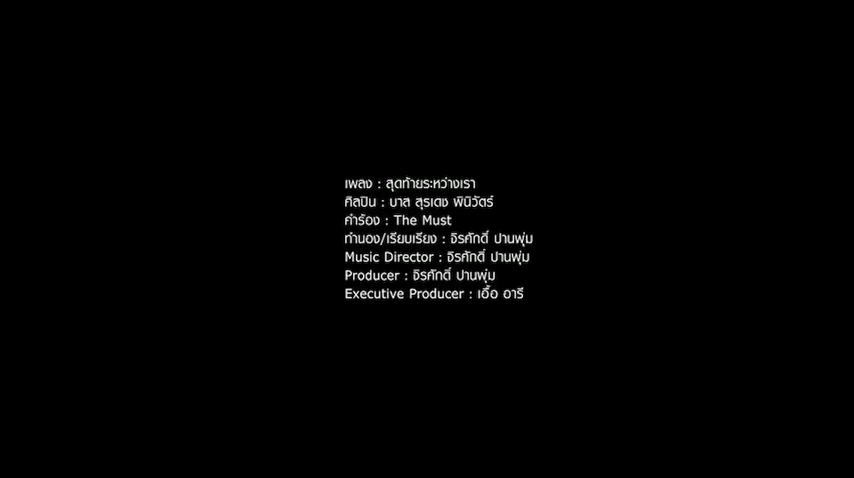 เพลง : สุดท้ายระหว่างเรา
ศิลปิน : บาส สุรเดช พินิวัตร์
คำร้อง : The Must
ทำนอง/เรียบเรียง : จิรศักดิ์ ปานพุ่ม
Music Director : จิรศักดิ์ ปานพุ่ม
Producer : จิรศักดิ์ ปานพุ่ม
Executive Producer : เอื้อ อารี